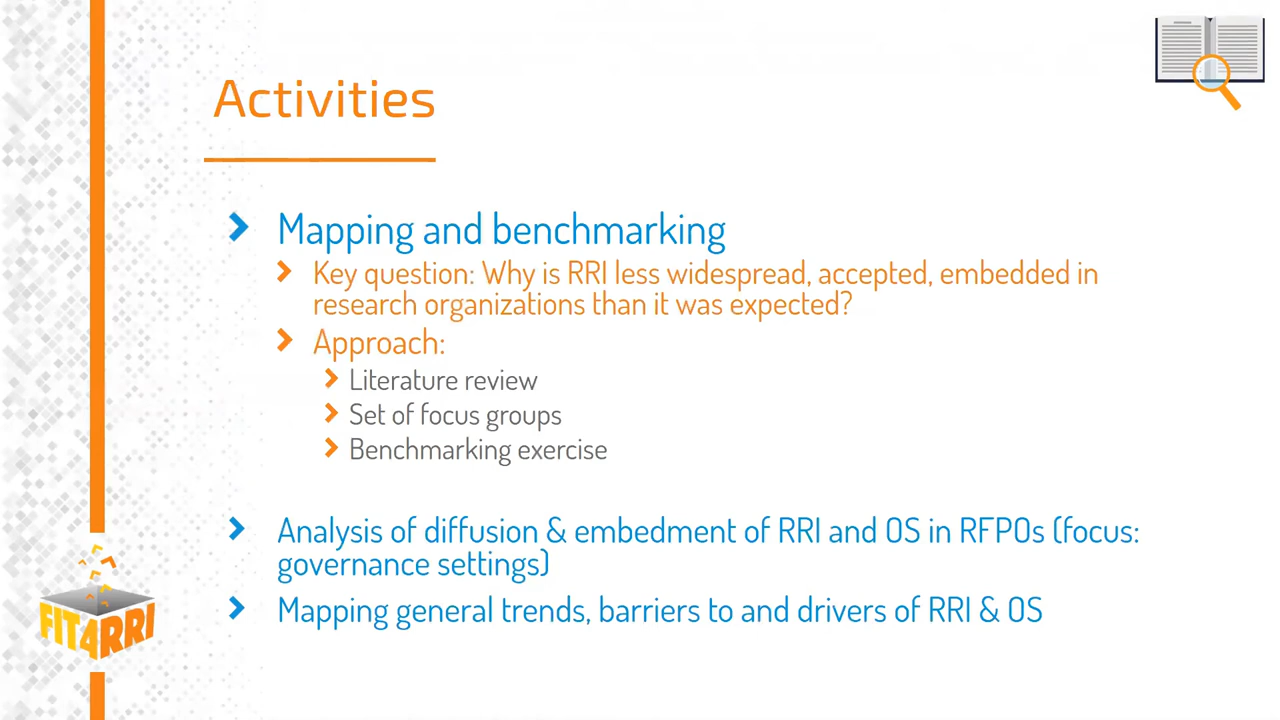 Activities
Mapping and benchmarking
Key question: Why is RRI less widespread, accepted, embedded in
research organizations than it was expected?
Approach:
Literature review
Set of focus groups
Benchmarking exercise
Analysis of diffusion & embedment of RRI and OS in RFPOs (focus:
governance settings)
Mapping general trends, barriers to and drivers of RRI & OS
FIT4RRI